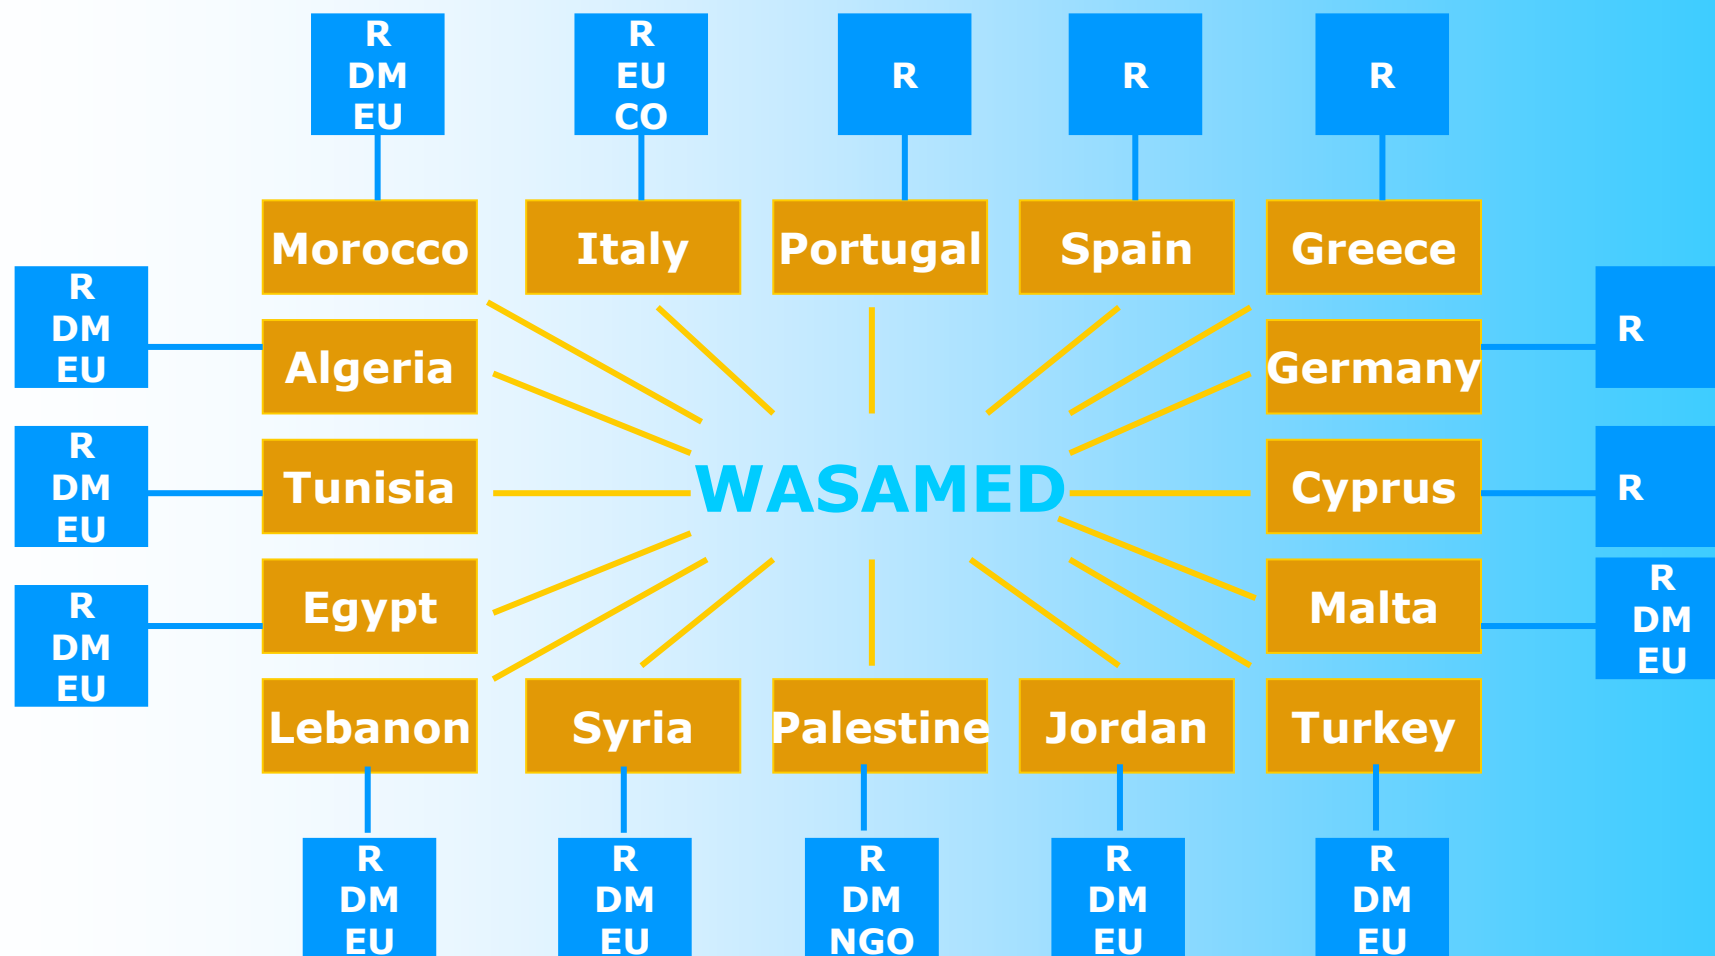 R
DM
EU
R
EU
CO
R
R
R
Morocco
Italy
Portugal
Spain
Greece
R
DM
EU
Algeria
Germany
R
R
DM
EU
Tunisia
WASAMED
Cyprus
R
R
DM
EU
Egypt
Malta
R
DM
EU
Lebanon
Syria
Palestine
Jordan
Turkey
R
DM
EU
R
DM
EU
R
DM
NGO
R
DM
EU
R
DM
EU